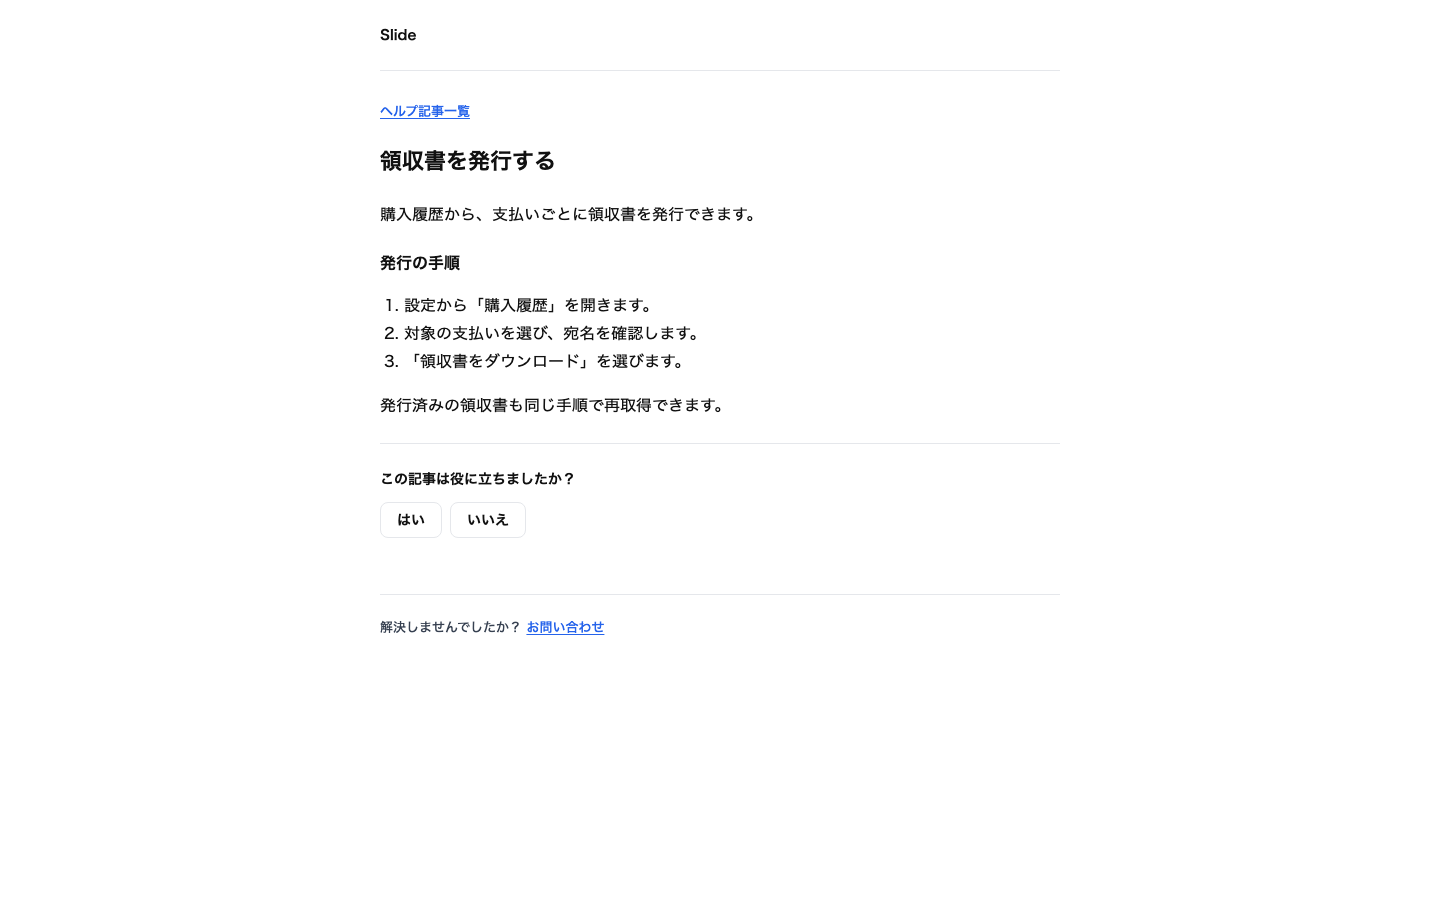 Slide
ヘルプ記事一覧
領収書を発行する
購入履歴から、支払いごとに領収書を発行できます。
発行の手順
1. 設定から「購入履歴」を開きます。
2. 対象の支払いを選び、宛名を確認します。
3. 「領収書をダウンロード」を選びます。
発行済みの領収書も同じ手順で再取得できます。
この記事は役に立ちましたか？
はい いいえ
解決しませんでしたか？ お問い合わせ